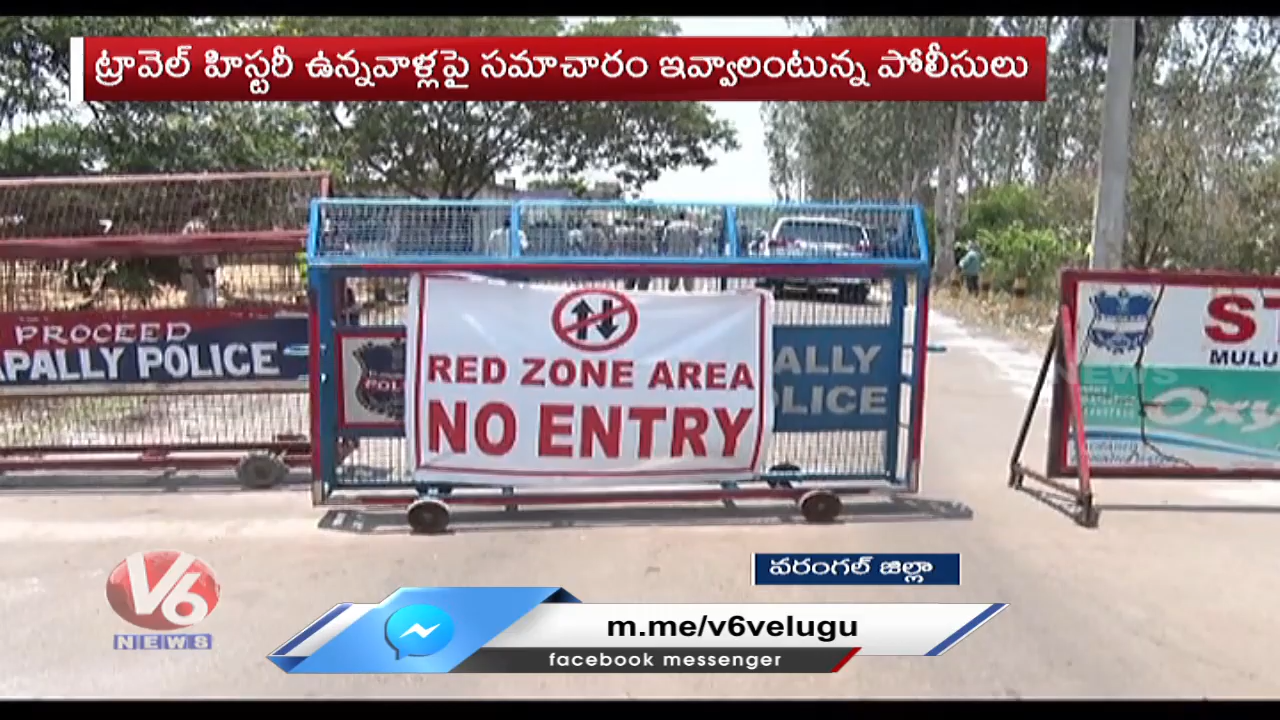 ట్రావెల్ హిస్టరీ ఉన్నవాళ్లపై సమాచారం ఇవ్వాలంటున్న పోలీసులు
PROCEED
APALLY POLICE
RED ZONE AREA
NO ENTRY
ALLY
OLICE
ST
MULU
Oxy
వరంగల్ జిల్లా
V6
NEWS
m.me/v6velugu
facebook messenger